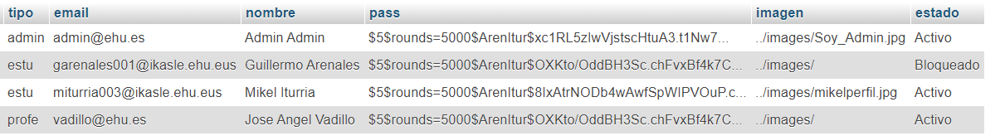 tipo email nombre pass imagen estado
admin admin@ehu.es Admin Admin $5$rounds=5000$ArenItur$xc1RL5zIwVjstscHtuA3.t1Nw7... ../images/Soy_Admin.jpg Activo
estu garenales001@ikasle.ehu.eus Guillermo Arenales $5$rounds=5000$ArenItur$OXKto/OddBH3Sc.chFvxBf4k7C... ../images/ Bloqueado
estu miturria003@ikasle.ehu.eus Mikel Iturria $5$rounds=5000$ArenItur$8IxAtrNODb4wAwfSpWIPVOuP.c... ../images/mikelperfil.jpg Activo
profe vadillo@ehu.es Jose Angel Vadillo $5$rounds=5000$ArenItur$OXKto/OddBH3Sc.chFvxBf4k7C... ../images/ Activo